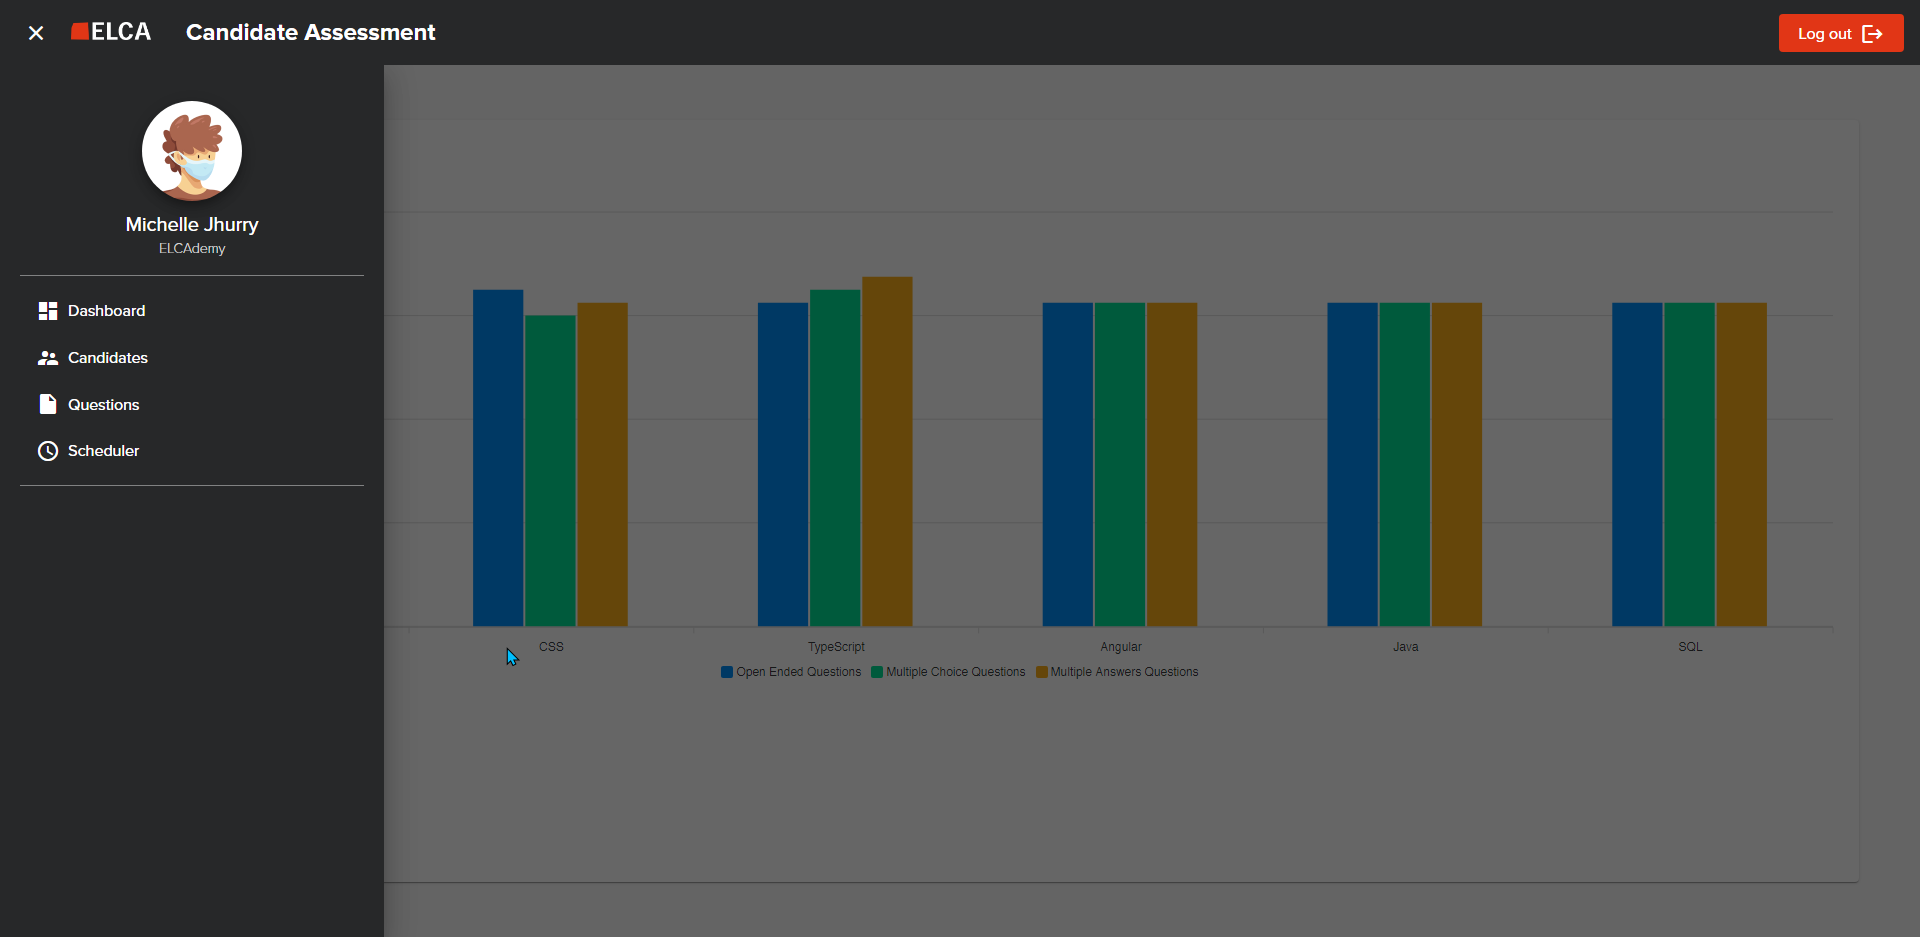 ELCA
Candidate Assessment
Log out
Michelle Jhurry
ELCAdemy
Dashboard
Candidates
Questions
Scheduler
CSS
TypeScript
Angular
Java
SQL
Open Ended Questions
Multiple Choice Questions
Multiple Answers Questions